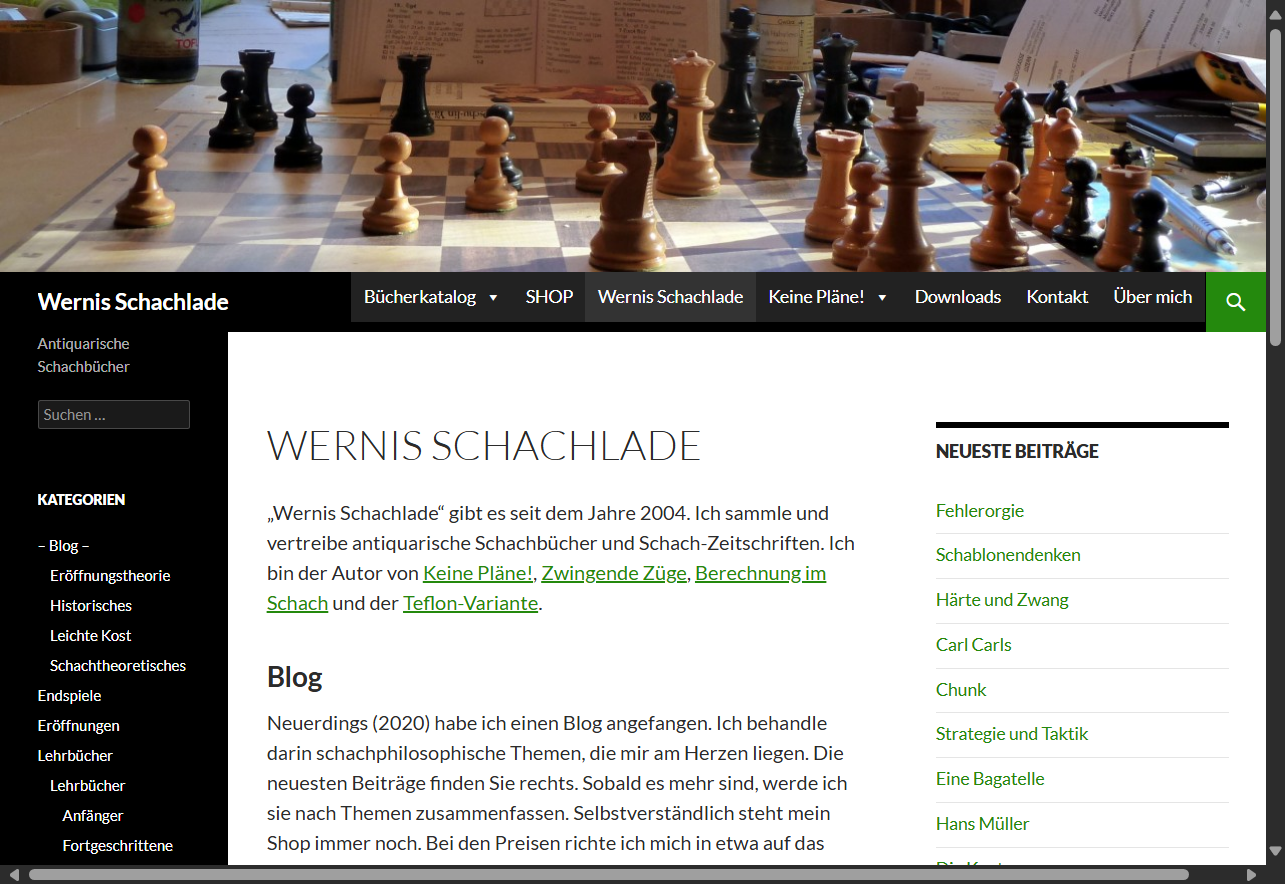 Wernis Schachlade
Bücherkatalog SHOP Wernis Schachlade Keine Pläne! Downloads Kontakt Über mich
Antiquarische
Schachbücher
Suchen …
KATEGORIEN
– Blog –
Eröffnungstheorie
Historisches
Leichte Kost
Schachtheoretisches
Endspiele
Eröffnungen
Lehrbücher
Lehrbücher
Anfänger
Fortgeschrittene
WERNIS SCHACHLADE
„Wernis Schachlade“ gibt es seit dem Jahre 2004. Ich sammle und
vertreibe antiquarische Schachbücher und Schach-Zeitschriften. Ich
bin der Autor von Keine Pläne!, Zwingende Züge, Berechnung im
Schach und der Teflon-Variante.
Blog
Neuerdings (2020) habe ich einen Blog angefangen. Ich behandle
darin schachphilosophische Themen, die mir am Herzen liegen. Die
neuesten Beiträge finden Sie rechts. Sobald es mehr sind, werde ich
sie nach Themen zusammenfassen. Selbstverständlich steht mein
Shop immer noch. Bei den Preisen richte ich mich in etwa auf das
NEUESTE BEITRÄGE
Fehlerorgie
Schablonendenken
Härte und Zwang
Carl Carls
Chunk
Strategie und Taktik
Eine Bagatelle
Hans Müller